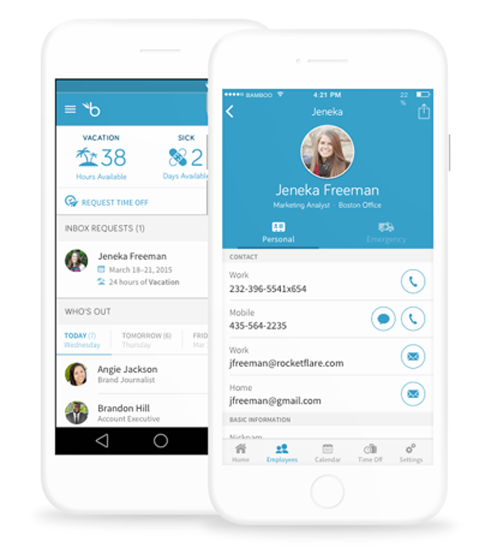 VACATION
38
Hours Available
SICK
2
Days Available
REQUEST TIME OFF
INBOX REQUESTS (1)
Jeneka Freeman
March 18–21, 2015
24 hours of Vacation
WHO'S OUT
TODAY (7)
Wednesday
TOMORROW (6)
Thursday
Angie Jackson
Brand Journalist
Brandon Hill
Account Executive
BAMBOO
4:21 PM
22
%
Jeneka
Jeneka Freeman
Marketing Analyst · Boston Office
Personal
Emergency
CONTACT
Work
232-396-5541x654
Mobile
435-564-2235
Work
jfreeman@rocketflare.com
Home
jfreeman@gmail.com
BASIC INFORMATION
Home
Employees
Calendar
Time Off
Settings